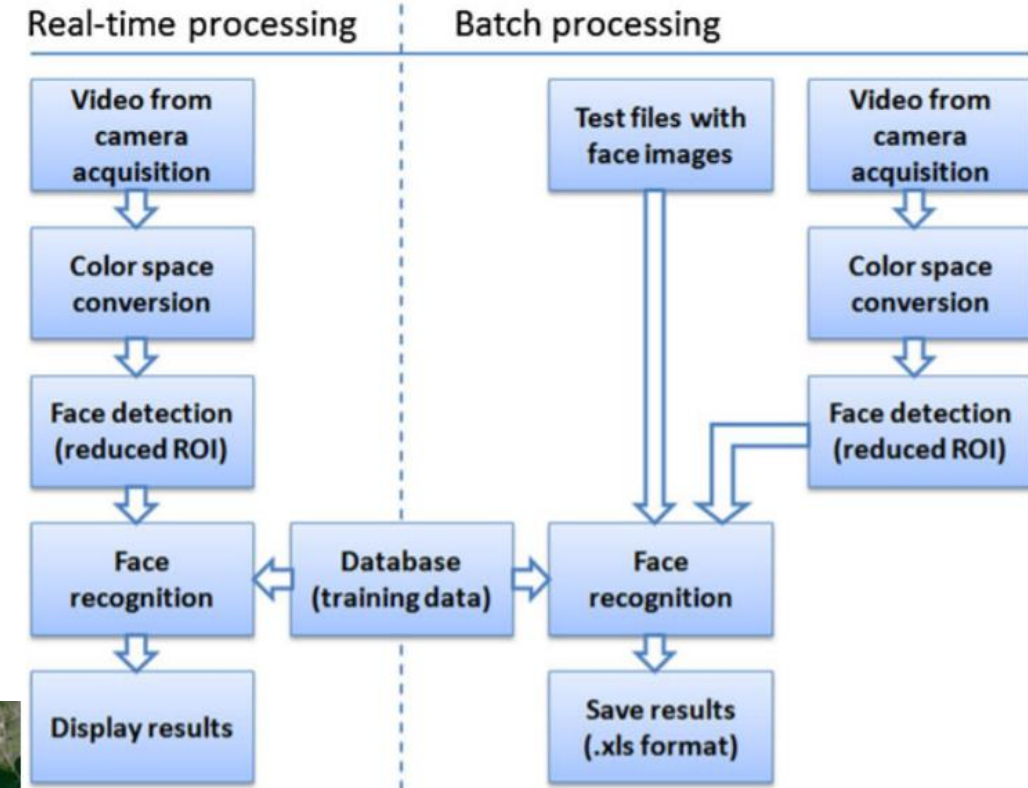 Real-time processing
Batch processing
Video from
camera
acquisition
Color space
conversion
Face detection
(reduced ROI)
Face
recognition
Display results
Database
(training data)
Test files with
face images
Video from
camera
acquisition
Color space
conversion
Face detection
(reduced ROI)
Face
recognition
Save results
(.xls format)